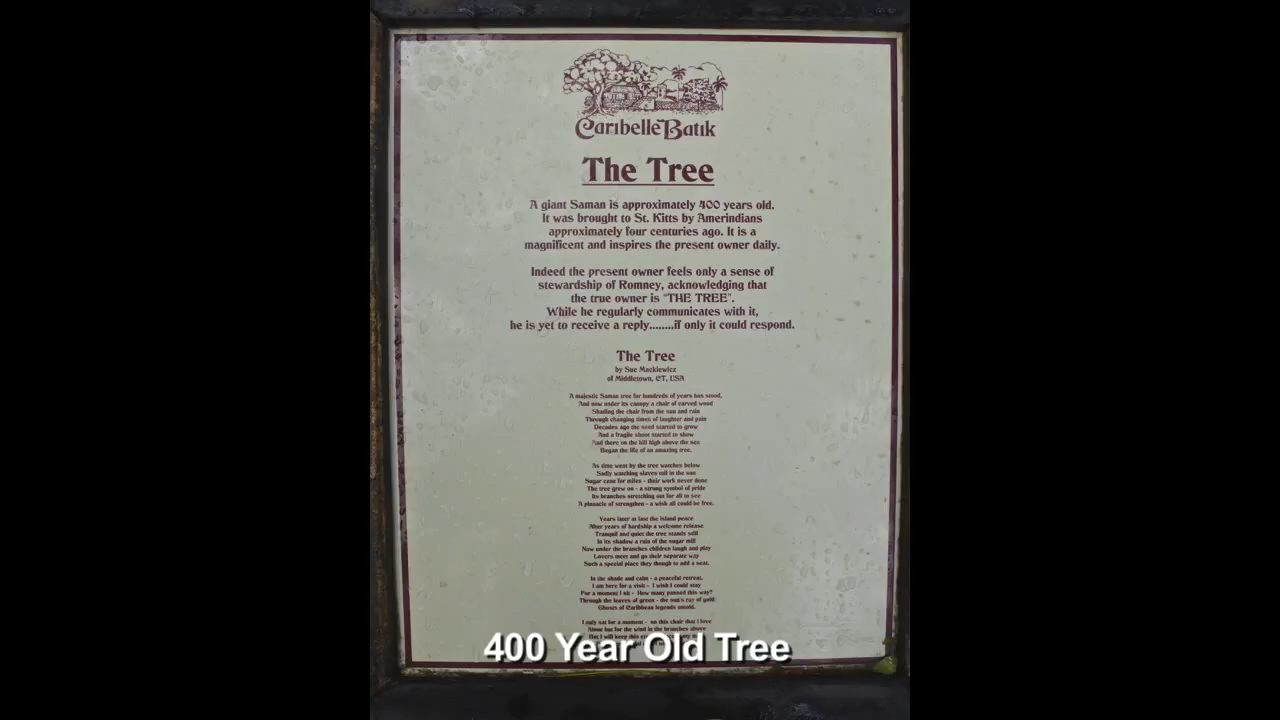 Caribelle Batik
The Tree
A giant Saman is approximately 400 years old.
It was brought to St. Kitts by Amerindians
approximately four centuries ago. It is a
magnificent and inspires the present owner daily.
Indeed the present owner feels only a sense of
stewardship of Romney, acknowledging that
the true owner is "THE TREE".
While he regularly communicates with it,
he is yet to receive a reply........if only it could respond.
The Tree
by Sue Mackiewicz
of Middletown, CT, USA
A majestic Saman tree for hundreds of years has stood,
And now under its canopy a chair of carved wood
Shading the chair from the sun and rain
Through changing times of laughter and pain
Decades ago the seed started to grow
And a fragile shoot started to show
And there on the hill high above the sea
Began the life of an amazing tree.
As time went by the tree watches below
Sadly watching slaves toil in the sun
Sugar cane for miles - their work never done
The tree grew on - a strong symbol of pride
Its branches stretching out for all to see
A pinnacle of strengthen - a wish all could be free.
Years later at last the island peace
After years of hardship a welcome release
Tranquil and quiet the tree stands still
In its shadow a ruin of the sugar mill
Now under the branches children laugh and play
Lovers meet and go their separate way
Such a special place they though to add a seat.
In the shade and calm - a peaceful retreat,
I am here for a visit - I wish I could stay
For a moment I sit - How many passed this way?
Through the leaves of green - the sun's ray of gold
Ghosts of Caribbean legends untold.
I only sat for a moment - on this chair that I love
Alone but for the wind in the branches above
But I will keep this
400 Year Old Tree